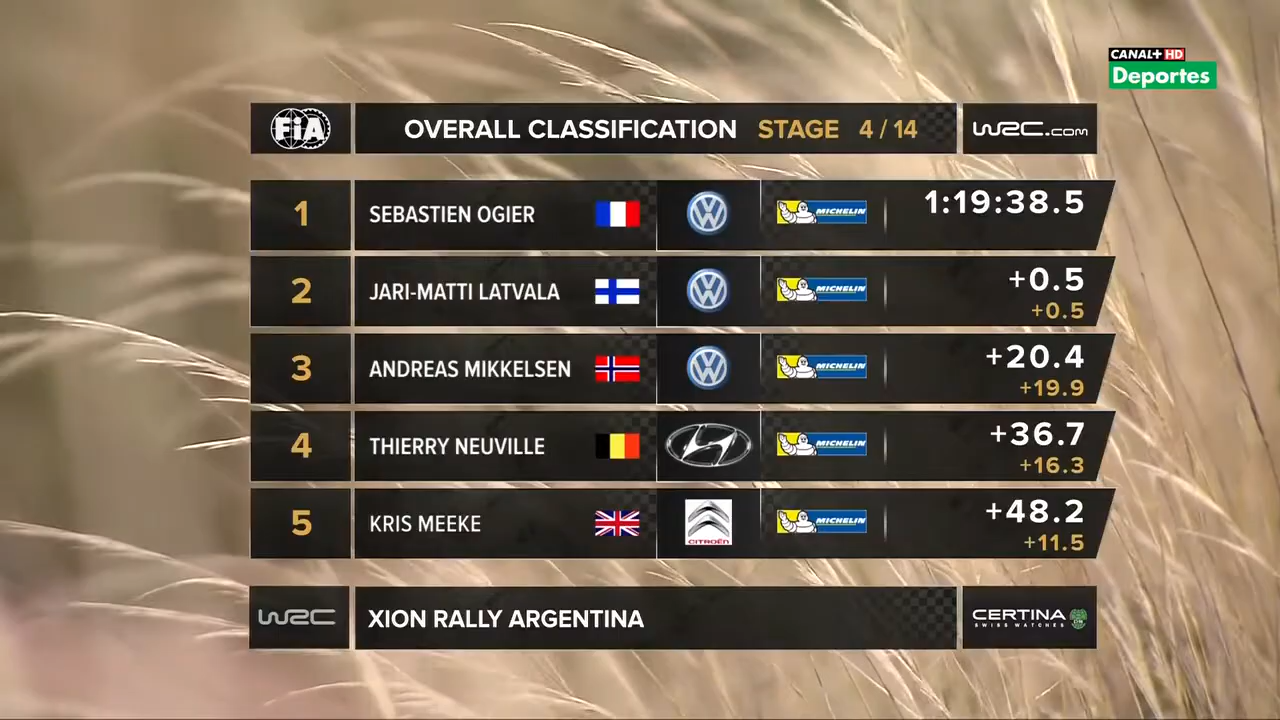 CANAL+ HD
Deportes
FiA
OVERALL CLASSIFICATION STAGE 4 / 14
WRC.COM
1 SEBASTIEN OGIER MICHELIN 1:19:38.5
2 JARI-MATTI LATVALA MICHELIN +0.5
+0.5
3 ANDREAS MIKKELSEN MICHELIN +20.4
+19.9
4 THIERRY NEUVILLE MICHELIN +36.7
+16.3
5 KRIS MEEKE CITROËN MICHELIN +48.2
+11.5
WRC XION RALLY ARGENTINA CERTINA
SWISS WATCHES